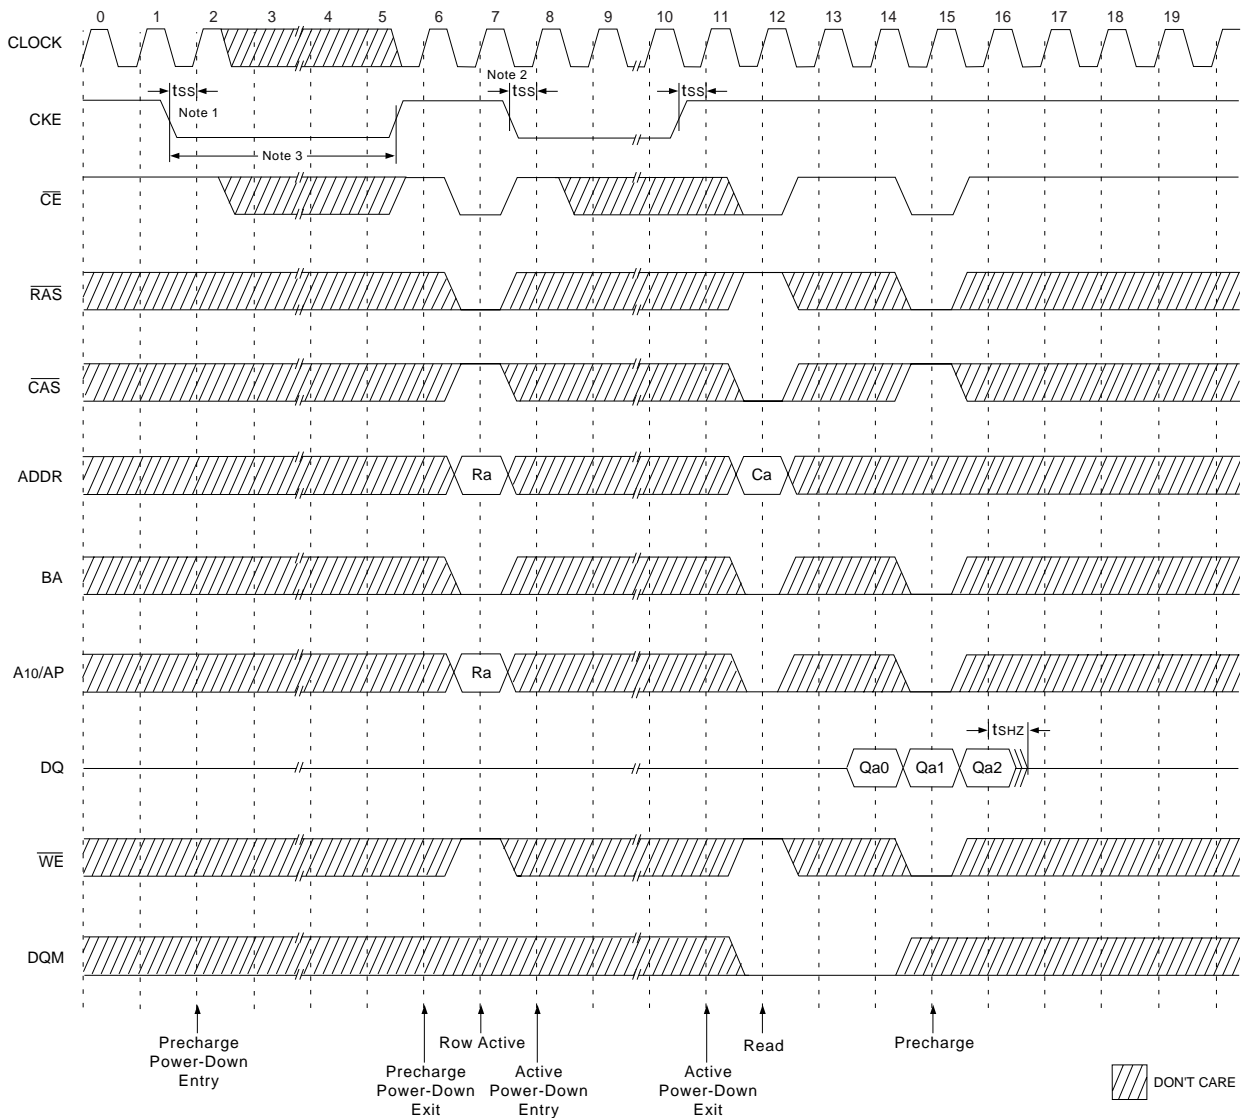 0 1 2 3 4 5 6 7 8 9 10 11 12 13 14 15 16 17 18 19
CLOCK
Note 2
tSS tSS tSS
Note 1
CKE
Note 3
CE
RAS
CAS
ADDR Ra Ca
BA
A10/AP Ra
tSHZ
DQ Qa0 Qa1 Qa2
WE
DQM
Precharge
Power-Down
Entry
Precharge
Power-Down
Exit
Row Active
Active
Power-Down
Entry
Active
Power-Down
Exit
Read
Precharge
DON'T CARE